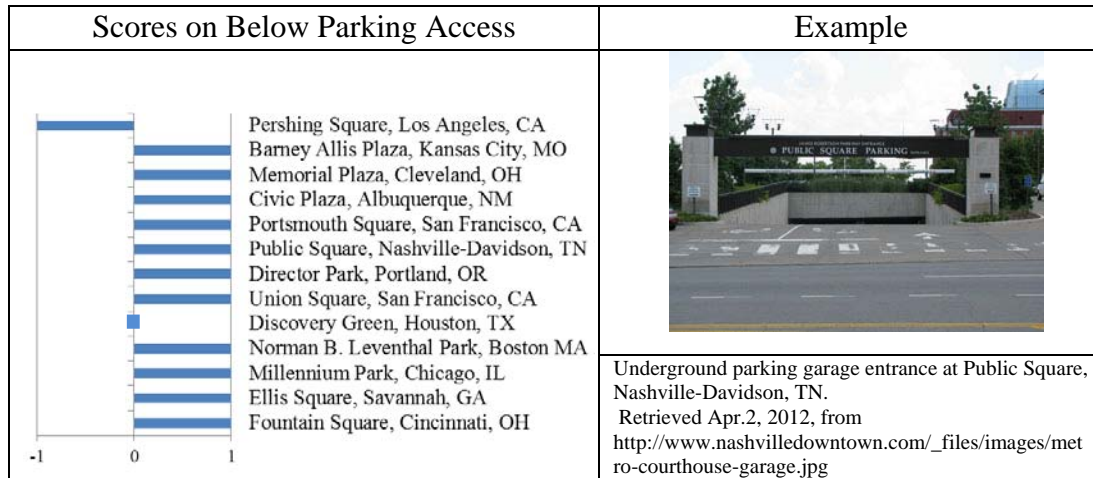 Scores on Below Parking Access
Example
Pershing Square, Los Angeles, CA
Barney Allis Plaza, Kansas City, MO
Memorial Plaza, Cleveland, OH
Civic Plaza, Albuquerque, NM
Portsmouth Square, San Francisco, CA
Public Square, Nashville-Davidson, TN
Director Park, Portland, OR
Union Square, San Francisco, CA
Discovery Green, Houston, TX
Norman B. Leventhal Park, Boston MA
Millennium Park, Chicago, IL
Ellis Square, Savannah, GA
Fountain Square, Cincinnati, OH
-1 0 1
PUBLIC SQUARE PARKING
Underground parking garage entrance at Public Square,
Nashville-Davidson, TN.
Retrieved Apr.2, 2012, from
http://www.nashvilledowntown.com/_files/images/met
ro-courthouse-garage.jpg